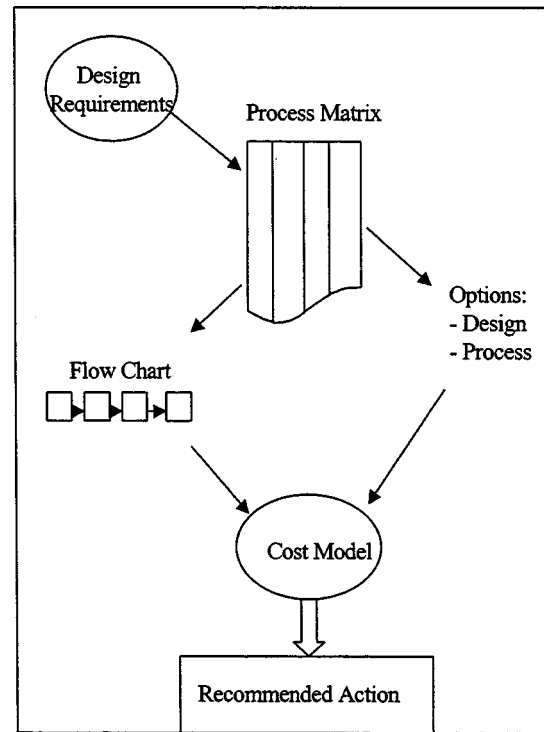 Design
Requirements
Process Matrix
Options:
- Design
- Process
Flow Chart
Cost Model
Recommended Action